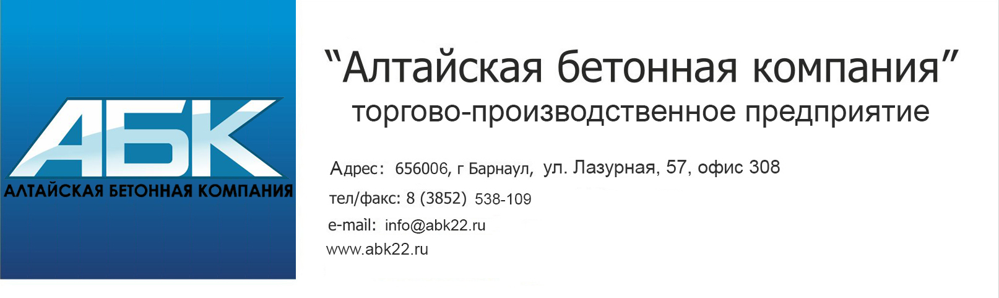 АБК
АЛТАЙСКАЯ БЕТОННАЯ КОМПАНИЯ
“Алтайская бетонная компания”
торгово-производственное предприятие
Адрес: 656006, г Барнаул, ул. Лазурная, 57, офис 308
тел/факс: 8 (3852) 538-109
e-mail: info@abk22.ru
www.abk22.ru